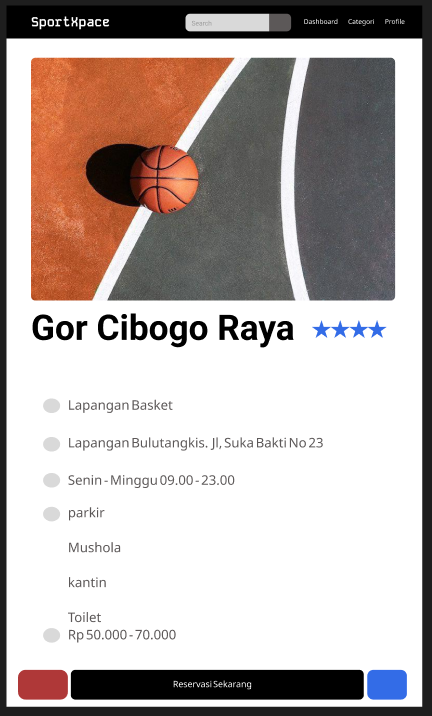 SportXpace
Search
Dashboard
Categori
Profile
Gor Cibogo Raya
Lapangan Basket
Lapangan Bulutangkis. Jl, Suka Bakti No 23
Senin - Minggu 09.00 - 23.00
parkir
Mushola
kantin
Toilet
Rp 50.000 - 70.000
Reservasi Sekarang